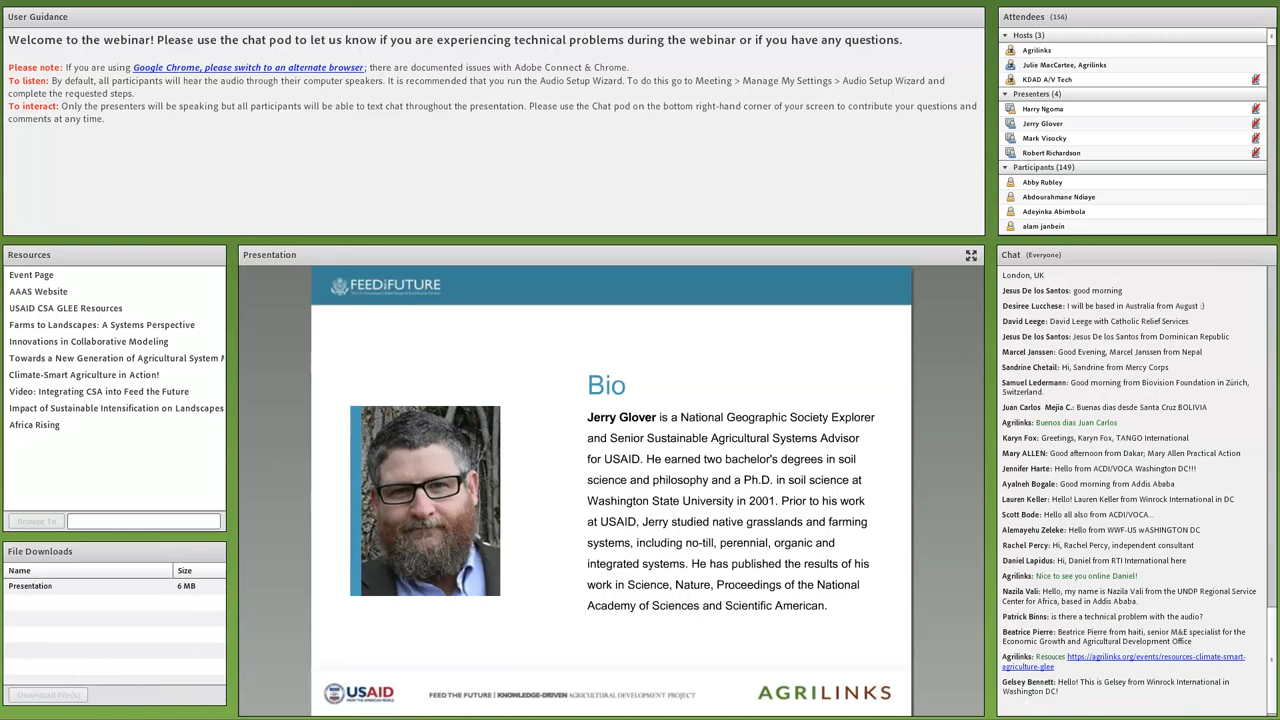 User Guidance
Welcome to the webinar! Please use the chat pod to let us know if you are experiencing technical problems during the webinar or if you have any questions.
Please note: If you are using Google Chrome, please switch to an alternate browser; there are documented issues with Adobe Connect & Chrome.
To listen: By default, all participants will hear the audio through their computer speakers. It is recommended that you run the Audio Setup Wizard. To do this go to Meeting > Manage My Settings > Audio Setup Wizard and
complete the requested steps.
To interact: Only the presenters will be speaking but all participants will be able to text chat throughout the presentation. Please use the Chat pod on the bottom right-hand corner of your screen to contribute your questions and
comments at any time.
Attendees (156)
Hosts (3)
Agrilinks
Julie MacCartee, Agrilinks
KDAD A/V Tech
Presenters (4)
Harry Ngoma
Jerry Glover
Mark Visocky
Robert Richardson
Participants (149)
Abby Rubley
Abdourahmane Ndiaye
Adeyinka Abimbola
alam janbein
Resources
Event Page
AAAS Website
USAID CSA GLEE Resources
Farms to Landscapes: A Systems Perspective
Innovations in Collaborative Modeling
Towards a New Generation of Agricultural System M
Climate-Smart Agriculture in Action!
Video: Integrating CSA into Feed the Future
Impact of Sustainable Intensification on Landscapes
Africa Rising
Browse To
File Downloads
Name Size
Presentation 6 MB
Download File(s)
Presentation
FEED THE FUTURE
Bio
Jerry Glover is a National Geographic Society Explorer
and Senior Sustainable Agricultural Systems Advisor
for USAID. He earned two bachelor's degrees in soil
science and philosophy and a Ph.D. in soil science at
Washington State University in 2001. Prior to his work
at USAID, Jerry studied native grasslands and farming
systems, including no-till, perennial, organic and
integrated systems. He has published the results of his
work in Science, Nature, Proceedings of the National
Academy of Sciences and Scientific American.
USAID
FROM THE AMERICAN PEOPLE
FEED THE FUTURE | KNOWLEDGE-DRIVEN AGRICULTURAL DEVELOPMENT PROJECT
AGRILINKS
Chat (Everyone)
London, UK
Jesus De los Santos: good morning
Desiree Lucchese: I will be based in Australia from August :)
David Leege: David Leege with Catholic Relief Services
Jesus De los Santos: Jesus De los Santos from Dominican Republic
Marcel Janssen: Good Evening, Marcel Janssen from Nepal
Sandrine Chetail: Hi, Sandrine from Mercy Corps
Samuel Ledermann: Good morning from Biovision Foundation in Zürich,
Switzerland.
Juan Carlos Mejia C.: Buenas dias desde Santa Cruz BOLIVIA
Agrilinks: Buenos dias Juan Carlos
Karyn Fox: Greetings, Karyn Fox, TANGO International
Mary ALLEN: Good afternoon from Dakar; Mary Allen Practical Action
Jennifer Harte: Hello from ACDI/VOCA Washington DC!!!
Ayalneh Bogale: Good morning from Addis Ababa
Lauren Keller: Hello! Lauren Keller from Winrock International in DC
Scott Bode: Hello all also from ACDI/VOCA...
Alemayehu Zeleke: Hello from WWF-US wASHINGTON DC
Rachel Percy: Hi, Rachel Percy, independent consultant
Daniel Lapidus: Hi, Daniel from RTI International here
Agrilinks: Nice to see you online Daniel!
Nazila Vali: Hello, my name is Nazila Vali from the UNDP Regional Service
Center for Africa, based in Addis Ababa.
Patrick Binns: is there a technical problem with the audio?
Beatrice Pierre: Beatrice Pierre from haiti, senior M&E specialist for the
Economic Growth and Agricultural Development Office
Agrilinks: Resouces https://agrilinks.org/events/resources-climate-smart-
agriculture-glee
Gelsey Bennett: Hello! This is Gelsey from Winrock International in
Washington DC!